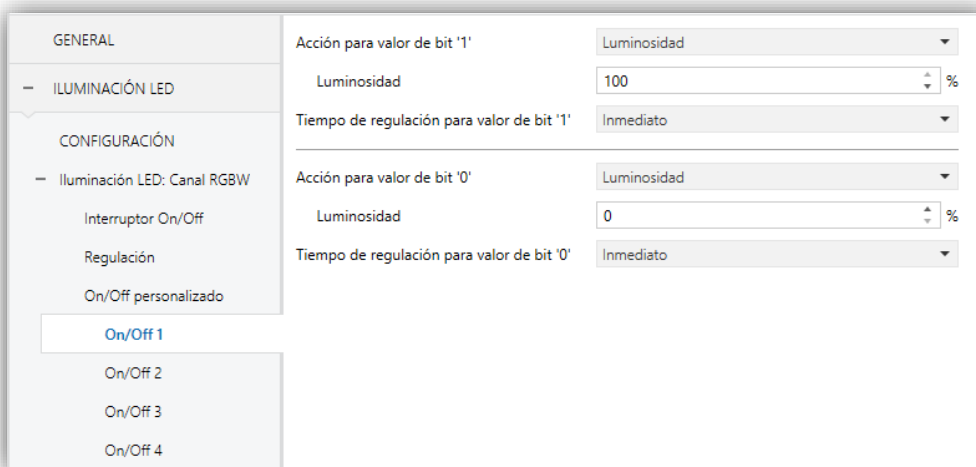 GENERAL
− ILUMINACIÓN LED
CONFIGURACIÓN
− Iluminación LED: Canal RGBW
Interruptor On/Off
Regulación
On/Off personalizado
On/Off 1
On/Off 2
On/Off 3
On/Off 4
Acción para valor de bit '1' Luminosidad
Luminosidad 100 %
Tiempo de regulación para valor de bit '1' Inmediato
Acción para valor de bit '0' Luminosidad
Luminosidad 0 %
Tiempo de regulación para valor de bit '0' Inmediato